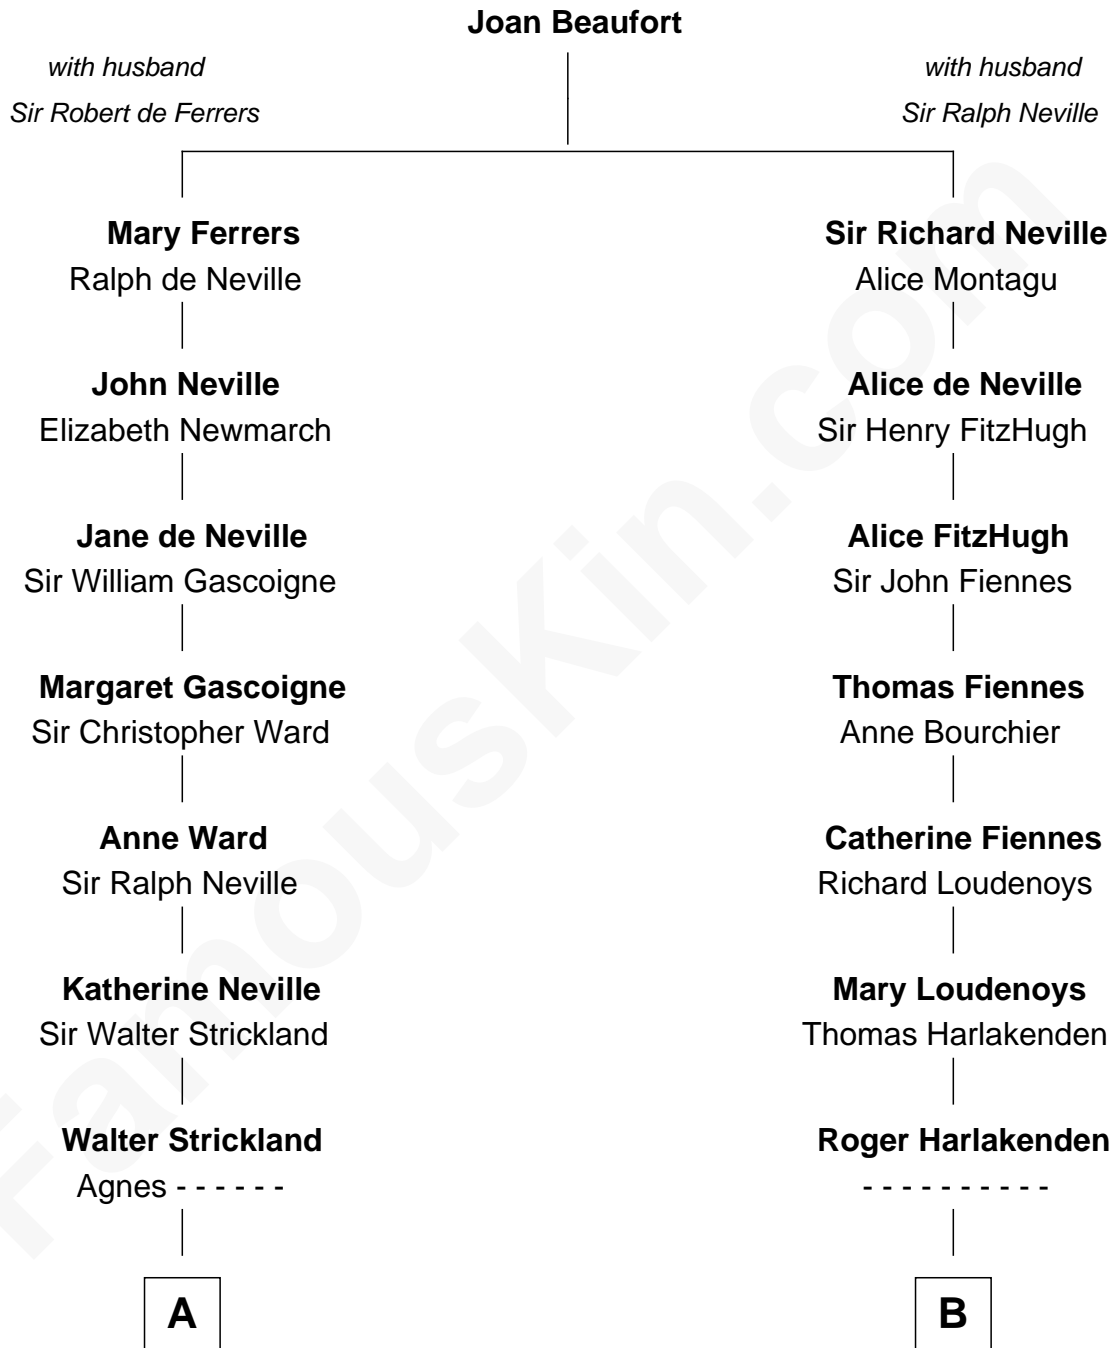 Joan Beaufort
with husband
Sir Robert de Ferrers
with husband
Sir Ralph Neville
Mary Ferrers
Ralph de Neville
Sir Richard Neville
Alice Montagu
John Neville
Elizabeth Newmarch
Alice de Neville
Sir Henry FitzHugh
Jane de Neville
Sir William Gascoigne
Alice FitzHugh
Sir John Fiennes
Margaret Gascoigne
Sir Christopher Ward
Thomas Fiennes
Anne Bourchier
Anne Ward
Sir Ralph Neville
Catherine Fiennes
Richard Loudenoys
Katherine Neville
Sir Walter Strickland
Mary Loudenoys
Thomas Harlakenden
Walter Strickland
Agnes - - - - - -
Roger Harlakenden
- - - - - - - - - -
A
B
FamousKin.com